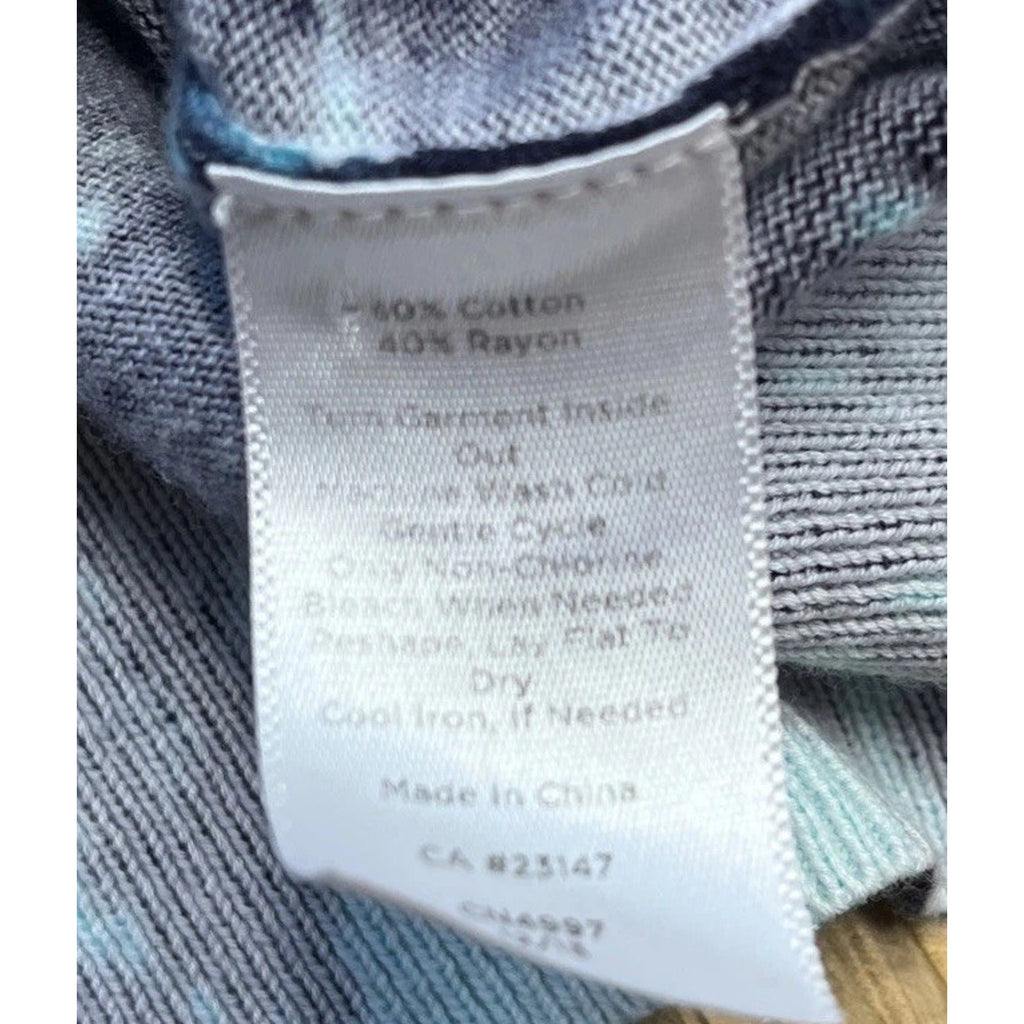 60% Cotton
40% Rayon
Turn Garment Inside
Out
Machine Wash Cold
Gentle Cycle
Only Non-Chlorine
Bleach When Needed
Reshape, Lay Flat To
Dry
Cool Iron, If Needed
Made In China
CA #23147
CN4997